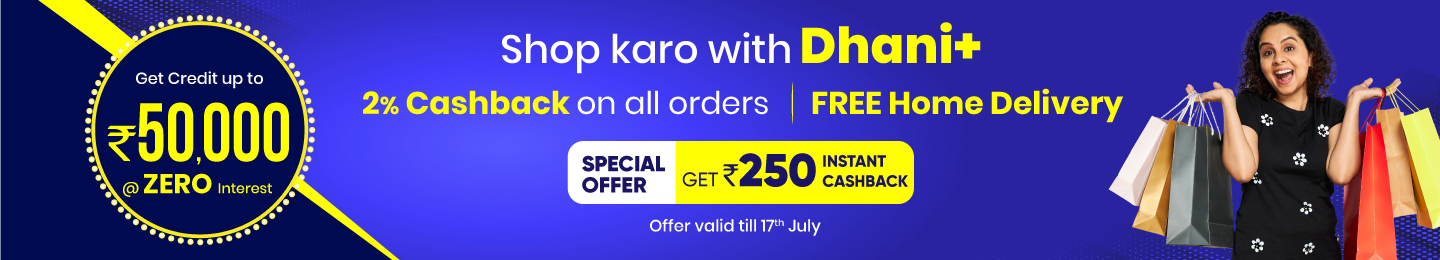 Get Credit up to
₹50,000
@ ZERO Interest
Shop karo with Dhani+
2% Cashback on all orders | FREE Home Delivery
SPECIAL OFFER
GET ₹250 INSTANT CASHBACK
Offer valid till 17th July